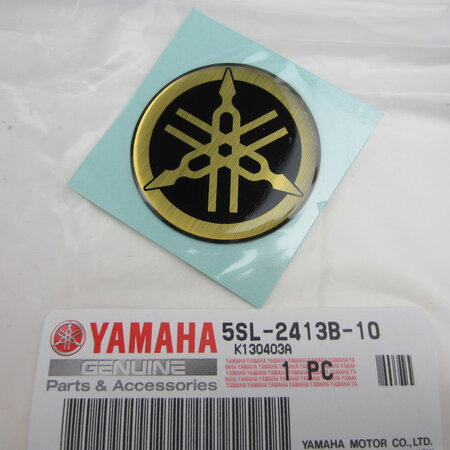 YAMAHA 5SL-2413B-10
GENUINE K130403A
Parts & Accessories 1 PC
YAMAHA MOTOR CO.,LTD.